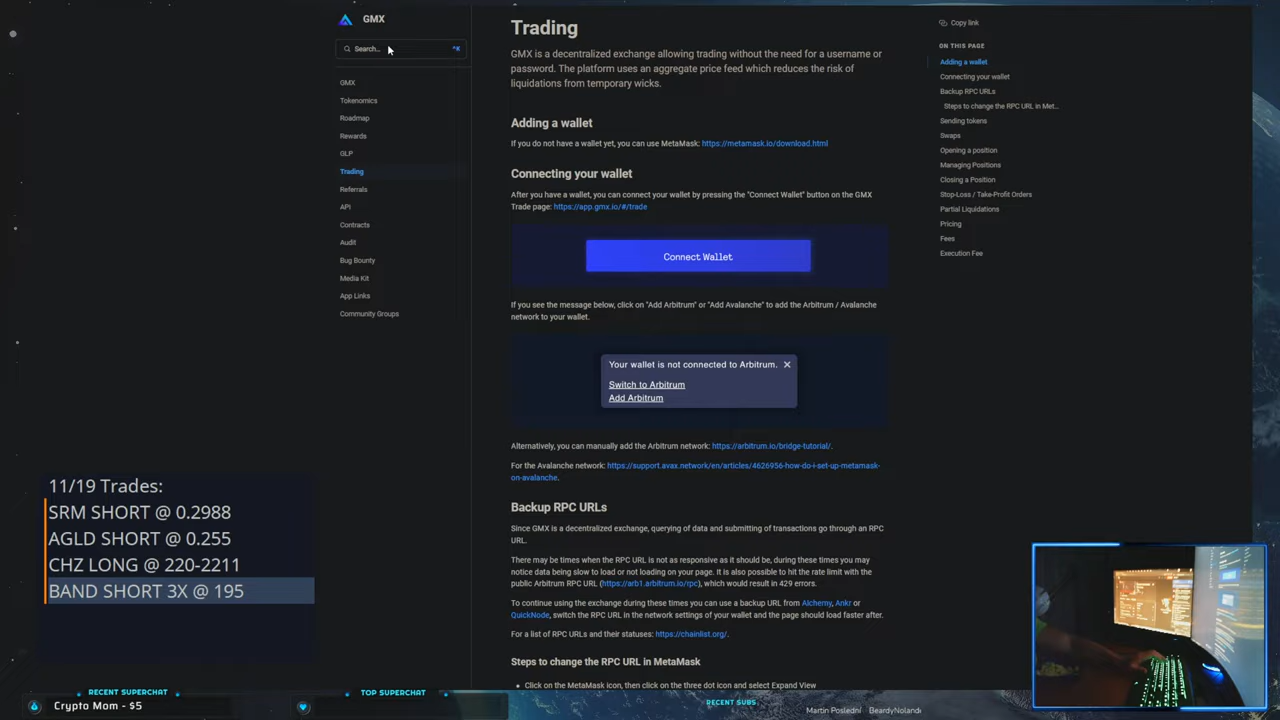 GMX
Search...
^K
GMX
Tokenomics
Roadmap
Rewards
GLP
Trading
Referrals
API
Contracts
Audit
Bug Bounty
Media Kit
App Links
Community Groups
Trading
GMX is a decentralized exchange allowing trading without the need for a username or
password. The platform uses an aggregate price feed which reduces the risk of
liquidations from temporary wicks.
Adding a wallet
If you do not have a wallet yet, you can use MetaMask: https://metamask.io/download.html
Connecting your wallet
After you have a wallet, you can connect your wallet by pressing the "Connect Wallet" button on the GMX
Trade page: https://app.gmx.io/#/trade
Connect Wallet
If you see the message below, click on "Add Arbitrum" or "Add Avalanche" to add the Arbitrum / Avalanche
network to your wallet.
Your wallet is not connected to Arbitrum.
Switch to Arbitrum
Add Arbitrum
Alternatively, you can manually add the Arbitrum network: https://arbitrum.io/bridge-tutorial/.
For the Avalanche network: https://support.avax.network/en/articles/4626956-how-do-i-set-up-metamask-
on-avalanche.
Backup RPC URLs
Since GMX is a decentralized exchange, querying of data and submitting of transactions go through an RPC
URL.
There may be times when the RPC URL is not as responsive as it should be, during these times you may
notice data being slow to load or not loading on your page. It is also possible to hit the rate limit with the
public Arbitrum RPC URL (https://arb1.arbitrum.io/rpc), which would result in 429 errors.
To continue using the exchange during these times you can use a backup URL from Alchemy, Ankr or
QuickNode, switch the RPC URL in the network settings of your wallet and the page should load faster after.
For a list of RPC URLs and their statuses: https://chainlist.org/.
Steps to change the RPC URL in MetaMask
• Click on the MetaMask icon, then click on the three dot icon and select Expand View
Copy link
ON THIS PAGE
Adding a wallet
Connecting your wallet
Backup RPC URLs
Steps to change the RPC URL in Met...
Sending tokens
Swaps
Opening a position
Managing Positions
Closing a Position
Stop-Loss / Take-Profit Orders
Partial Liquidations
Pricing
Fees
Execution Fee
11/19 Trades:
SRM SHORT @ 0.2988
AGLD SHORT @ 0.255
CHZ LONG @ 220-2211
BAND SHORT 3X @ 195
RECENT SUPERCHAT
Crypto Mom - $5
TOP SUPERCHAT
RECENT SUBS
Martin Poslední
BeardyNoland